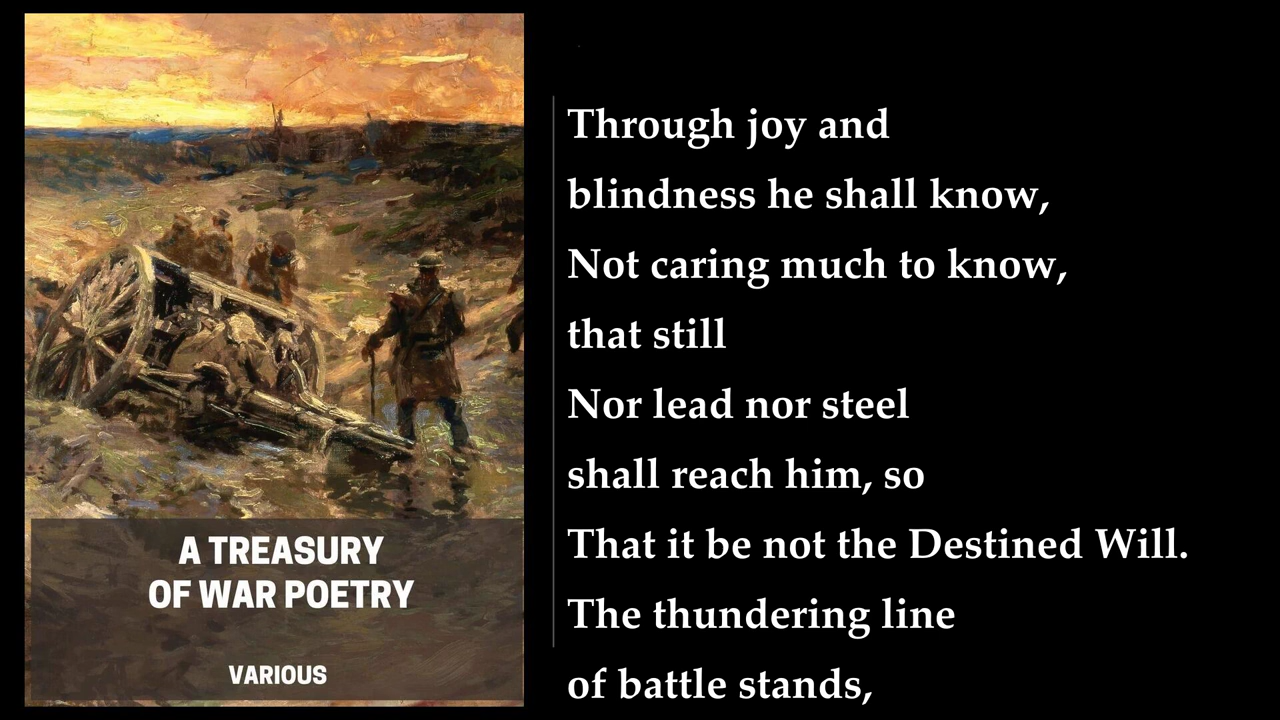 A TREASURY
OF WAR POETRY
VARIOUS
Through joy and
blindness he shall know,
Not caring much to know,
that still
Nor lead nor steel
shall reach him, so
That it be not the Destined Will.
The thundering line
of battle stands,